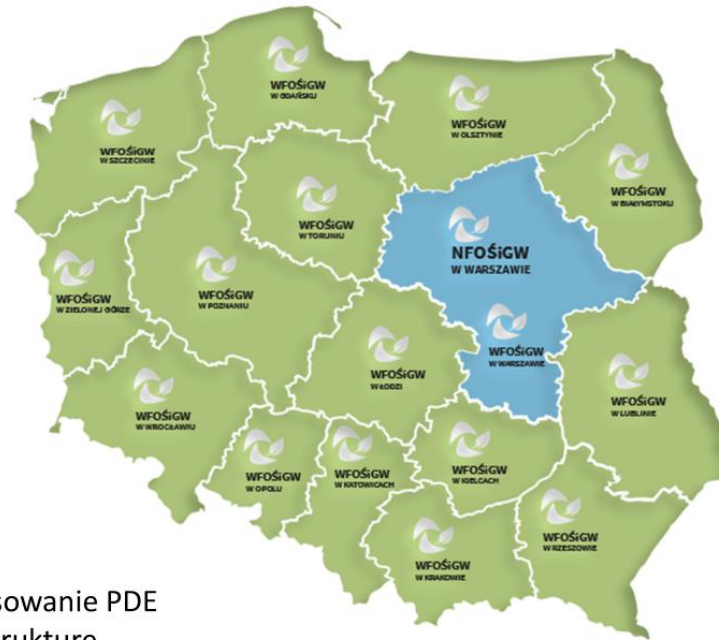 WFOŚiGW
W GDAŃSKU
WFOŚiGW
W OLSZTYNIE
WFOŚiGW
W SZCZECINIE
WFOŚiGW
W BIAŁYMSTOKU
WFOŚiGW
W TORUNIU
NFOŚiGW
W WARSZAWIE
WFOŚiGW
W ZIELONEJ GÓRZE
WFOŚiGW
W POZNANIU
WFOŚiGW
W WARSZAWIE
WFOŚiGW
W ŁODZI
WFOŚiGW
W LUBLINIE
WFOŚiGW
W WROCŁAWIU
WFOŚiGW
W OPOLU
WFOŚiGW
W KATOWICACH
WFOŚiGW
W KIELCACH
WFOŚiGW
W RZESZOWIE
WFOŚiGW
W KRAKOWIE
sowanie PDE